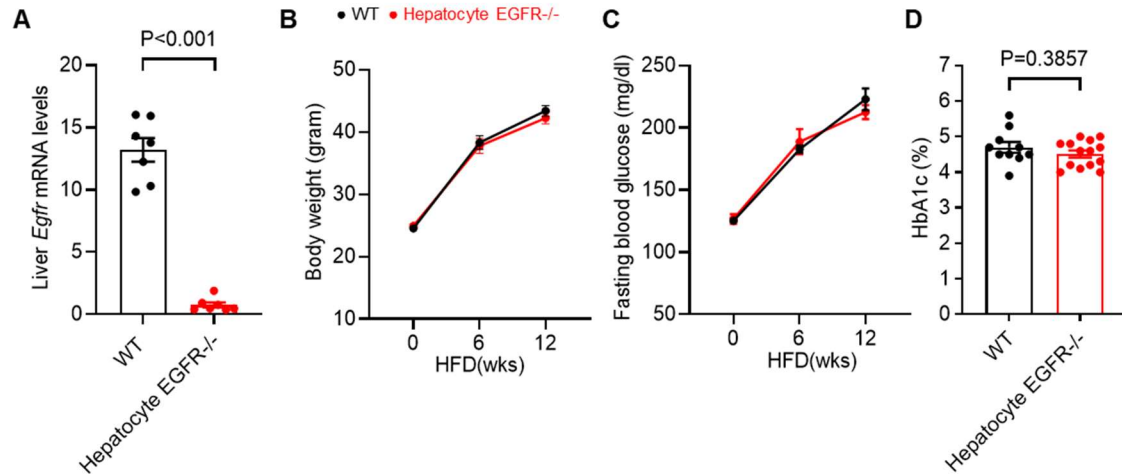 A
P<0.001
Liver Egfr mRNA levels
20
15
10
5
0
WT
Hepatocyte EGFR-/-
WT Hepatocyte EGFR-/-
B
Body weight (gram)
50
40
30
20
10
0 6 12
HFD(wks)
C
Fasting blood glucose (mg/dl)
250
200
150
100
50
0 6 12
HFD(wks)
D
P=0.3857
HbA1c (%)
7
6
5
4
3
2
1
0
WT
Hepatocyte EGFR-/-